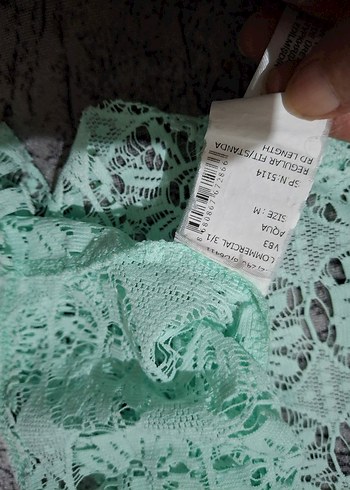 COMMERCIAL 3/1
V83
AQUA
SIZE : M
SP N:5114
REGULAR FIT/STANDA
RD LENGTH